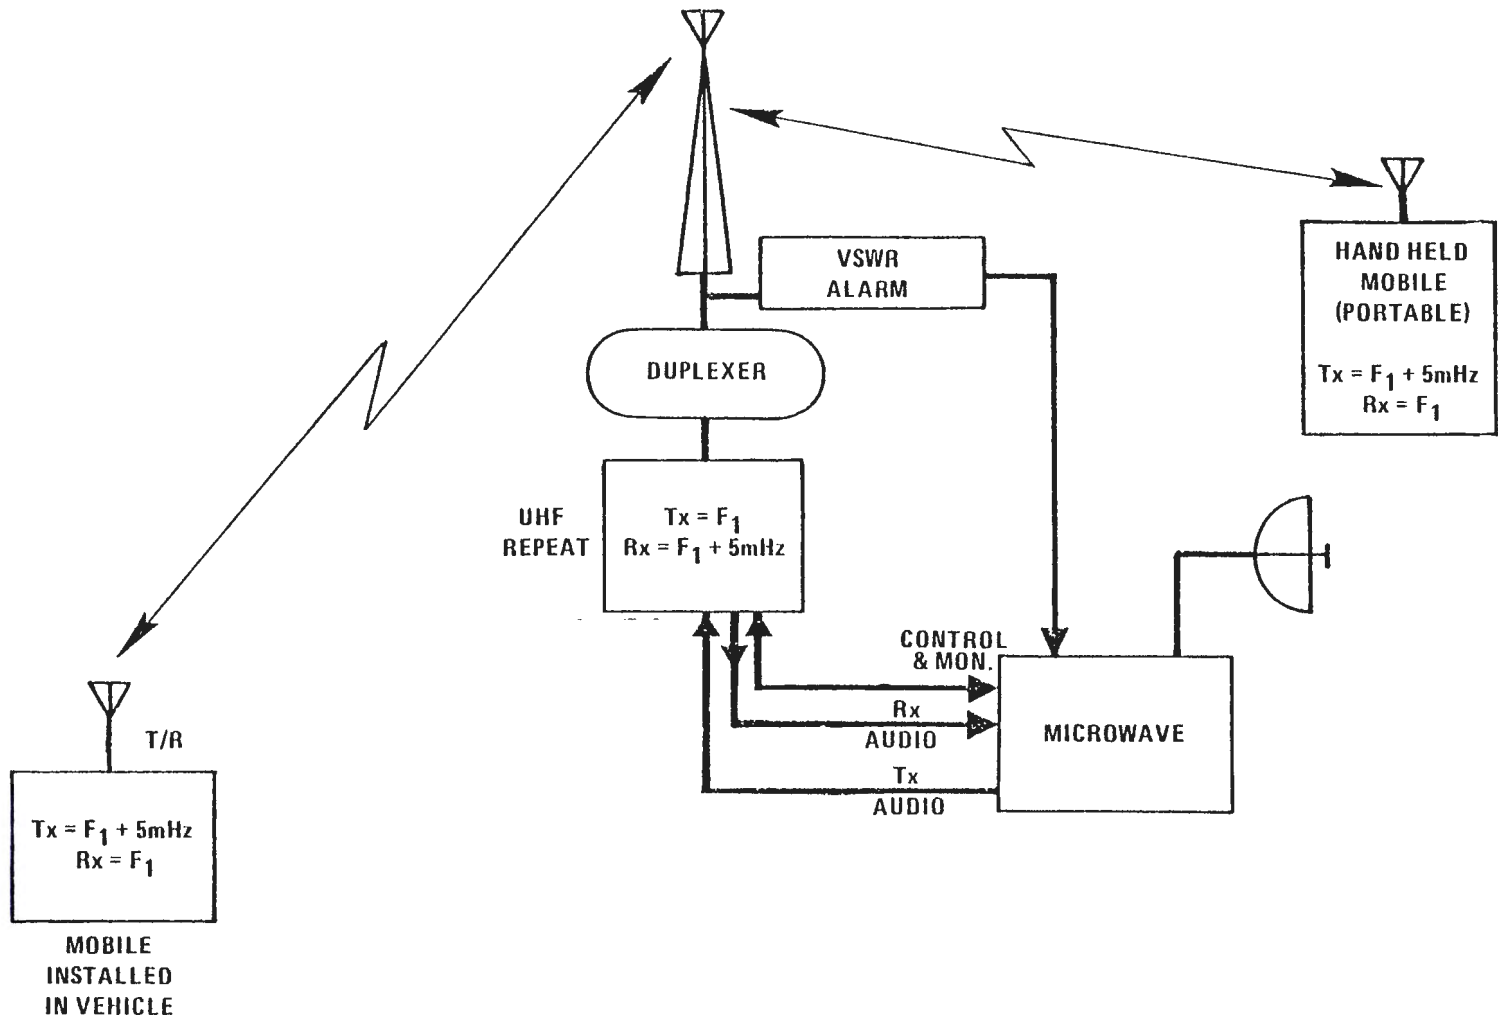 VSWR
ALARM
HAND HELD
MOBILE
(PORTABLE)
Tx = F1 + 5mHz
Rx = F1
DUPLEXER
UHF
REPEAT
Tx = F1
Rx = F1 + 5mHz
CONTROL
& MON.
Rx
AUDIO
Tx
AUDIO
MICROWAVE
T/R
Tx = F1 + 5mHz
Rx = F1
MOBILE
INSTALLED
IN VEHICLE